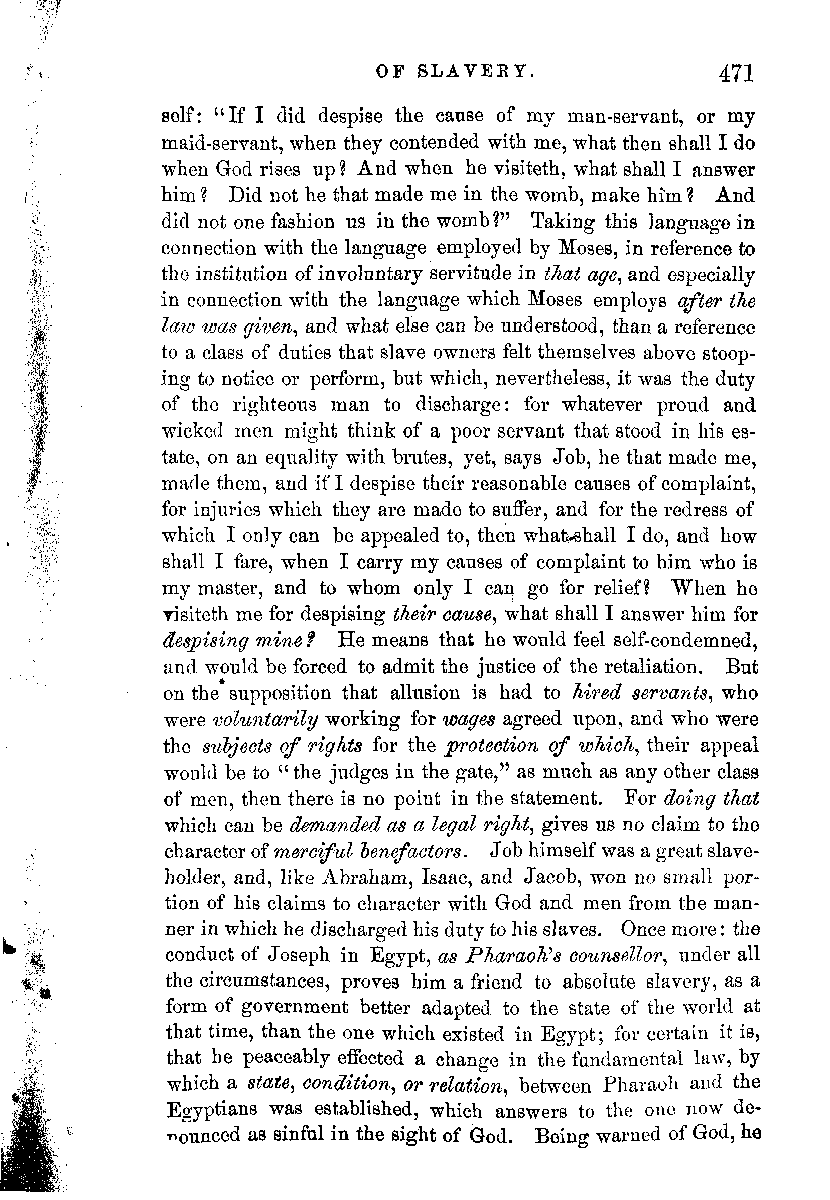 OF SLAVERY. 471
self: "If I did despise the cause of my man-servant, or my
maid-servant, when they contended with me, what then shall I do
when God rises up? And when he visiteth, what shall I answer
him? Did not he that made me in the womb, make him? And
did not one fashion us in the womb?" Taking this language in
connection with the language employed by Moses, in reference to
the institution of involuntary servitude in that age, and especially
in connection with the language which Moses employs after the
law was given, and what else can be understood, than a reference
to a class of duties that slave owners felt themselves above stoop-
ing to notice or perform, but which, nevertheless, it was the duty
of the righteous man to discharge: for whatever proud and
wicked men might think of a poor servant that stood in his es-
tate, on an equality with brutes, yet, says Job, he that made me,
made them, and if I despise their reasonable causes of complaint,
for injuries which they are made to suffer, and for the redress of
which I only can be appealed to, then what shall I do, and how
shall I fare, when I carry my causes of complaint to him who is
my master, and to whom only I can go for relief? When he
visiteth me for despising their cause, what shall I answer him for
despising mine? He means that he would feel self-condemned,
and would be forced to admit the justice of the retaliation. But
on the supposition that allusion is had to hired servants, who
were voluntarily working for wages agreed upon, and who were
the subjects of rights for the protection of which, their appeal
would be to "the judges in the gate," as much as any other class
of men, then there is no point in the statement. For doing that
which can be demanded as a legal right, gives us no claim to the
character of merciful benefactors. Job himself was a great slave-
holder, and, like Abraham, Isaac, and Jacob, won no small por-
tion of his claims to character with God and men from the man-
ner in which he discharged his duty to his slaves. Once more: the
conduct of Joseph in Egypt, as Pharaoh's counsellor, under all
the circumstances, proves him a friend to absolute slavery, as a
form of government better adapted to the state of the world at
that time, than the one which existed in Egypt; for certain it is,
that he peaceably effected a change in the fundamental law, by
which a state, condition, or relation, between Pharaoh and the
Egyptians was established, which answers to the one now de-
nounced as sinful in the sight of God. Being warned of God, he